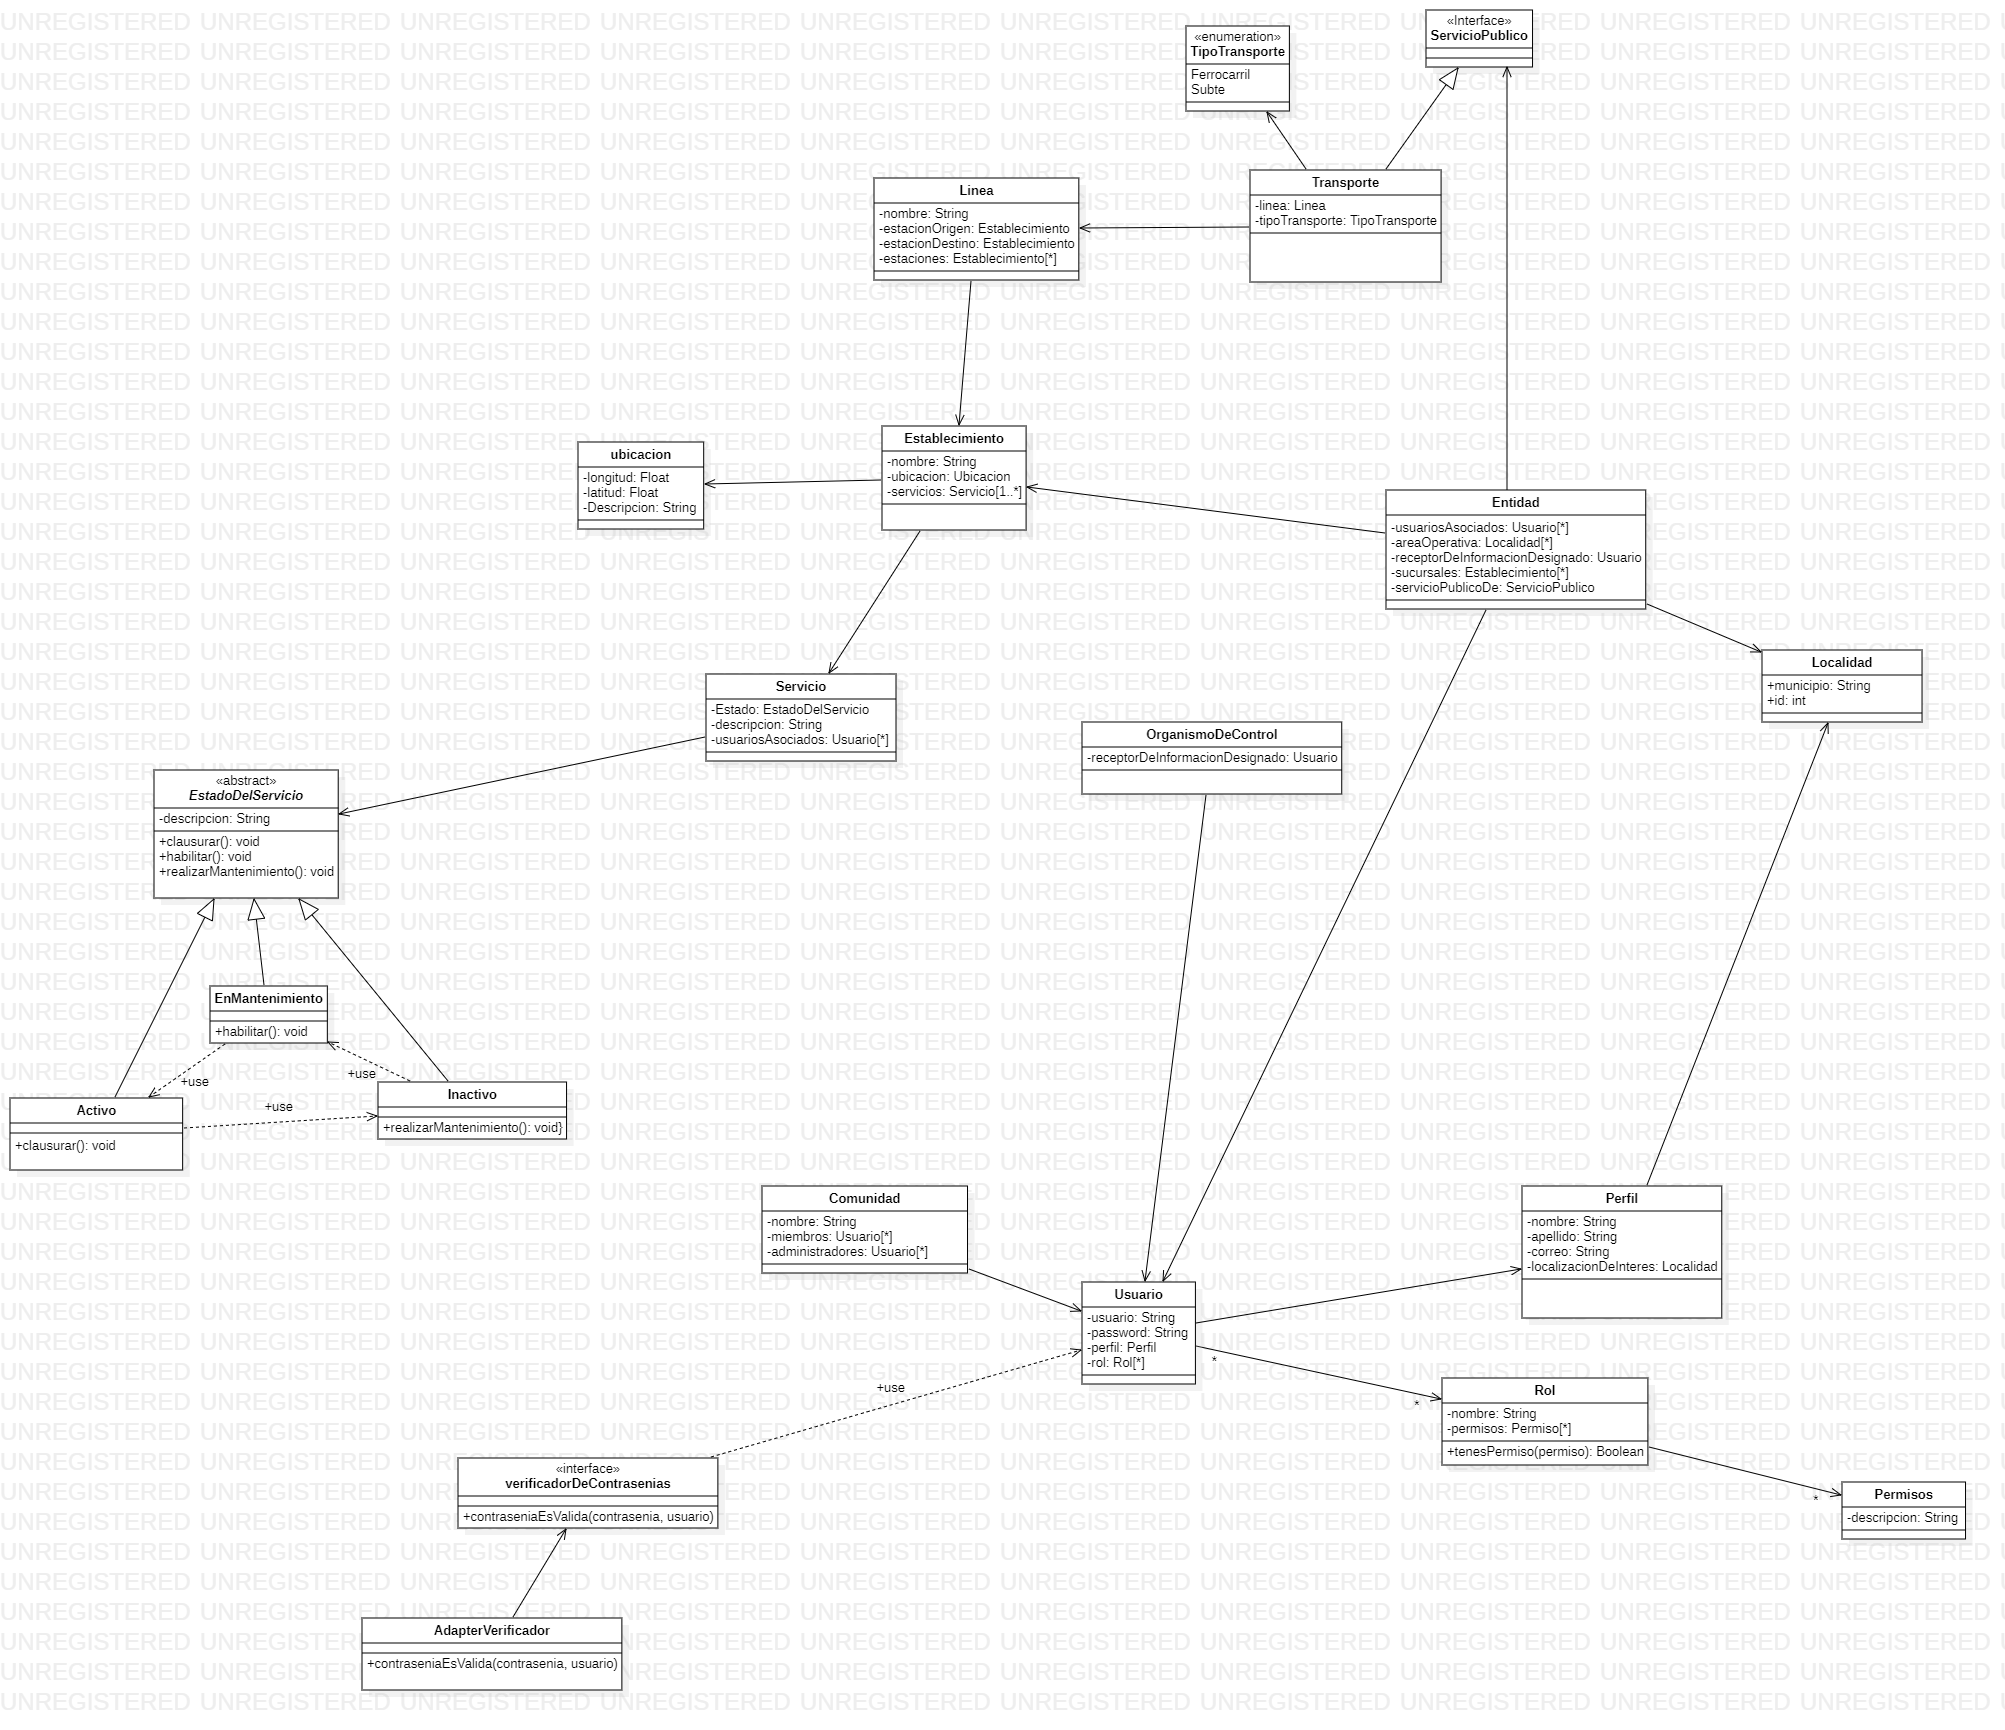 «enumeration»
TipoTransporte
Ferrocarril
Subte
«Interface»
ServicioPublico
Transporte
-linea: Linea
-tipoTransporte: TipoTransporte
Linea
-nombre: String
-estacionOrigen: Establecimiento
-estacionDestino: Establecimiento
-estaciones: Establecimiento[*]
ubicacion
-longitud: Float
-latitud: Float
-Descripcion: String
Establecimiento
-nombre: String
-ubicacion: Ubicacion
-servicios: Servicio[1..*]
Entidad
-usuariosAsociados: Usuario[*]
-areaOperativa: Localidad[*]
-receptorDeInformacionDesignado: Usuario
-sucursales: Establecimiento[*]
-servicioPublicoDe: ServicioPublico
Localidad
+municipio: String
+id: int
Servicio
-Estado: EstadoDelServicio
-descripcion: String
-usuariosAsociados: Usuario[*]
OrganismoDeControl
-receptorDeInformacionDesignado: Usuario
«abstract»
EstadoDelServicio
-descripcion: String
+clausurar(): void
+habilitar(): void
+realizarMantenimiento(): void
EnMantenimiento
+habilitar(): void
+use
+use
+use
Activo
+clausurar(): void
Inactivo
+realizarMantenimiento(): void}
Comunidad
-nombre: String
-miembros: Usuario[*]
-administradores: Usuario[*]
Perfil
-nombre: String
-apellido: String
-correo: String
-localizacionDeInteres: Localidad
Usuario
-usuario: String
-password: String
-perfil: Perfil
-rol: Rol[*]
*
*
+use
Rol
-nombre: String
-permisos: Permiso[*]
+tenesPermiso(permiso): Boolean
*
Permisos
-descripcion: String
«interface»
verificadorDeContrasenias
+contraseniaEsValida(contrasenia, usuario)
AdapterVerificador
+contraseniaEsValida(contrasenia, usuario)
UNREGISTERED